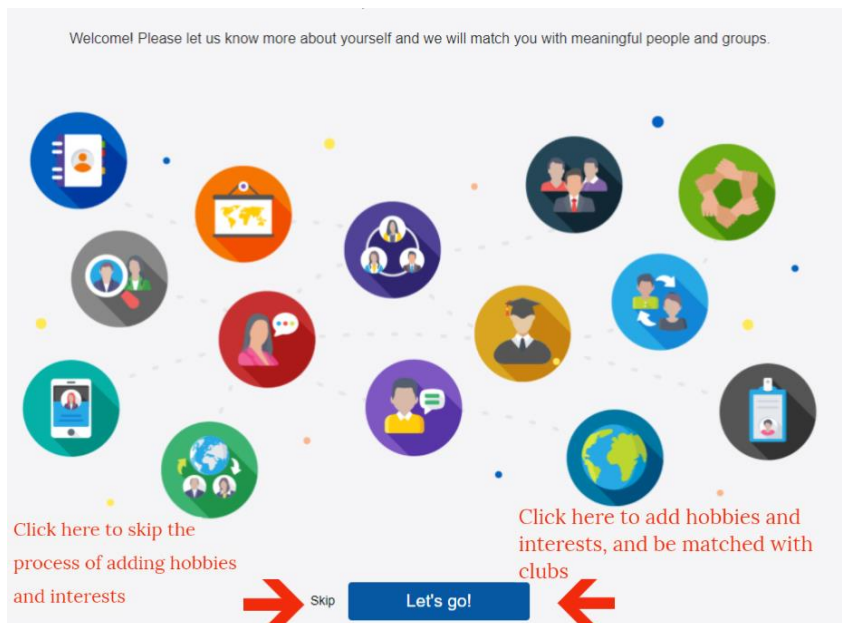 Welcome! Please let us know more about yourself and we will match you with meaningful people and groups.
Click here to skip the
process of adding hobbies
and interests
Click here to add hobbies and
interests, and be matched with
clubs
Skip
Let's go!